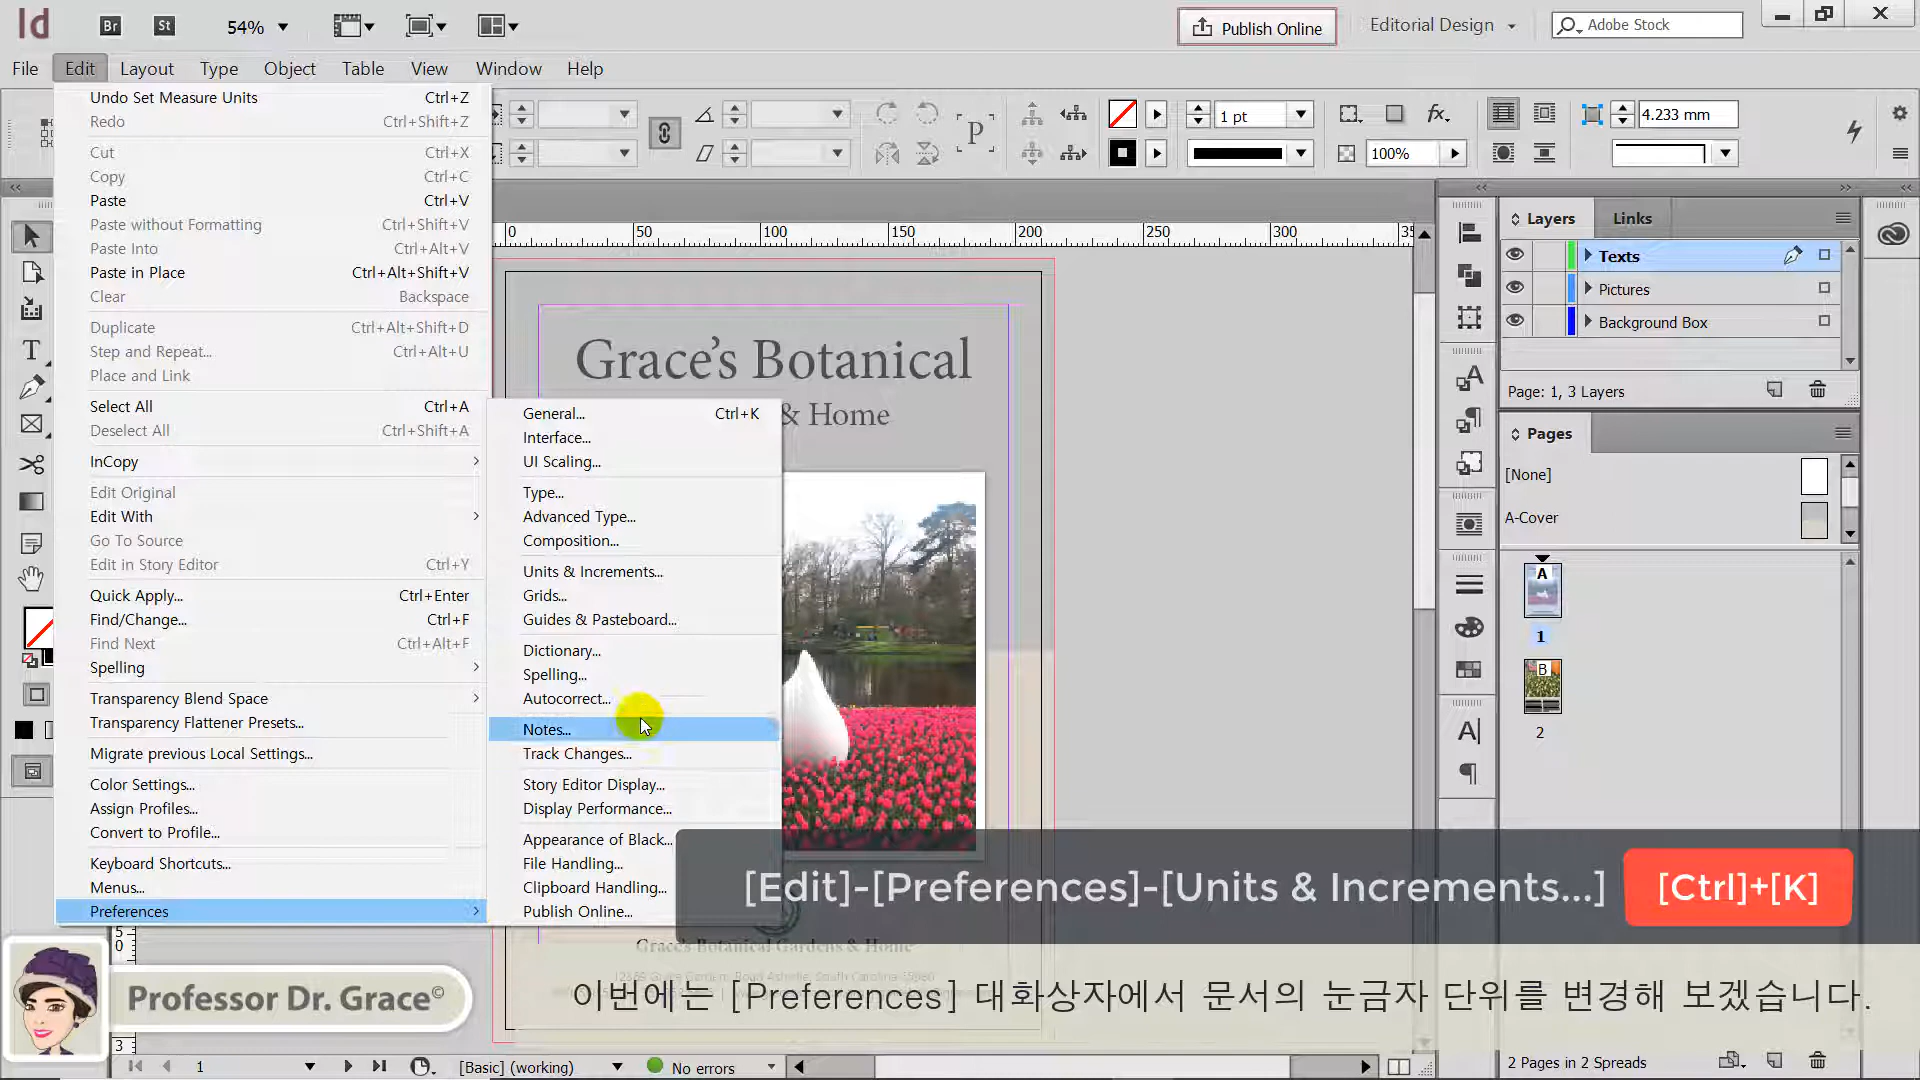 Id Br St 54% Publish Online Editorial Design Adobe Stock
File Edit Layout Type Object Table View Window Help
Undo Set Measure Units Ctrl+Z
Redo Ctrl+Shift+Z
Cut Ctrl+X
Copy Ctrl+C
Paste Ctrl+V
Paste without Formatting Ctrl+Shift+V
Paste Into Ctrl+Alt+V
Paste in Place Ctrl+Alt+Shift+V
Clear Backspace
Duplicate Ctrl+Alt+Shift+D
Step and Repeat... Ctrl+Alt+U
Place and Link
Select All Ctrl+A
Deselect All Ctrl+Shift+A
InCopy
Edit Original
Edit With
Go To Source
Edit in Story Editor Ctrl+Y
Quick Apply... Ctrl+Enter
Find/Change... Ctrl+F
Find Next Ctrl+Alt+F
Spelling
Transparency Blend Space
Transparency Flattener Presets...
Migrate previous Local Settings...
Color Settings...
Assign Profiles...
Convert to Profile...
Keyboard Shortcuts...
Menus...
Preferences
General... Ctrl+K
Interface...
UI Scaling...
Type...
Advanced Type...
Composition...
Units & Increments...
Grids...
Guides & Pasteboard...
Dictionary...
Spelling...
Autocorrect...
Notes...
Track Changes...
Story Editor Display...
Display Performance...
Appearance of Black...
File Handling...
Clipboard Handling...
Publish Online...
P 1 pt fx. 4.233 mm
100%
0 50 100 150 200 250 300 35
Grace's Botanical
& Home
Grace's Botanical Gardens & Home
Layers Links
Texts
Pictures
Background Box
Page: 1, 3 Layers
Pages
[None]
A-Cover
A
1
B
2
2 Pages in 2 Spreads
[Edit]-[Preferences]-[Units & Increments...] [Ctrl]+[K]
Professor Dr. Grace©
이번에는 [Preferences] 대화상자에서 문서의 눈금자 단위를 변경해 보겠습니다.
1 [Basic] (working) No errors